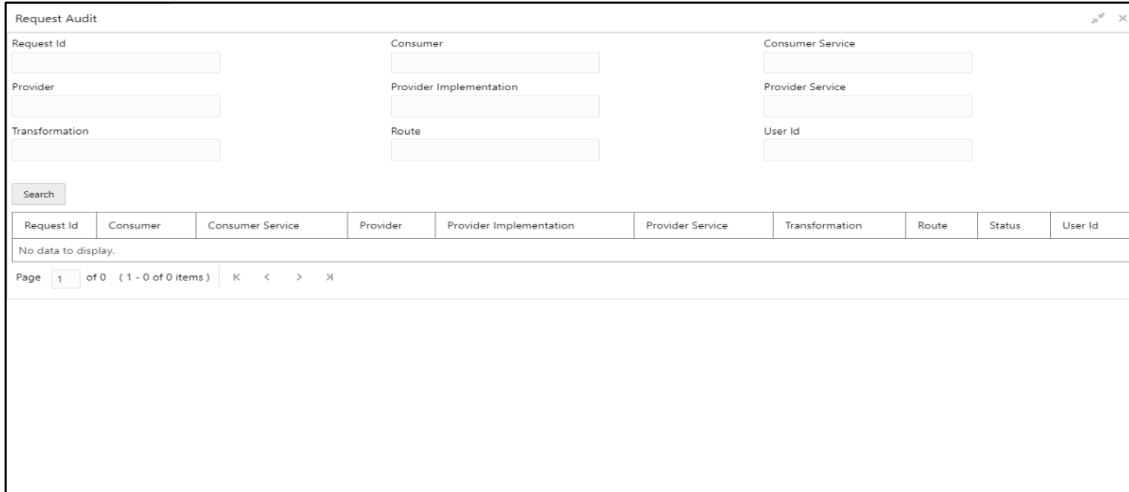 Request Audit
Request Id Consumer Consumer Service
Provider Provider Implementation Provider Service
Transformation Route User Id
Search
Request Id Consumer Consumer Service Provider Provider Implementation Provider Service Transformation Route Status User Id
No data to display.
Page 1 of 0 ( 1 - 0 of 0 items )